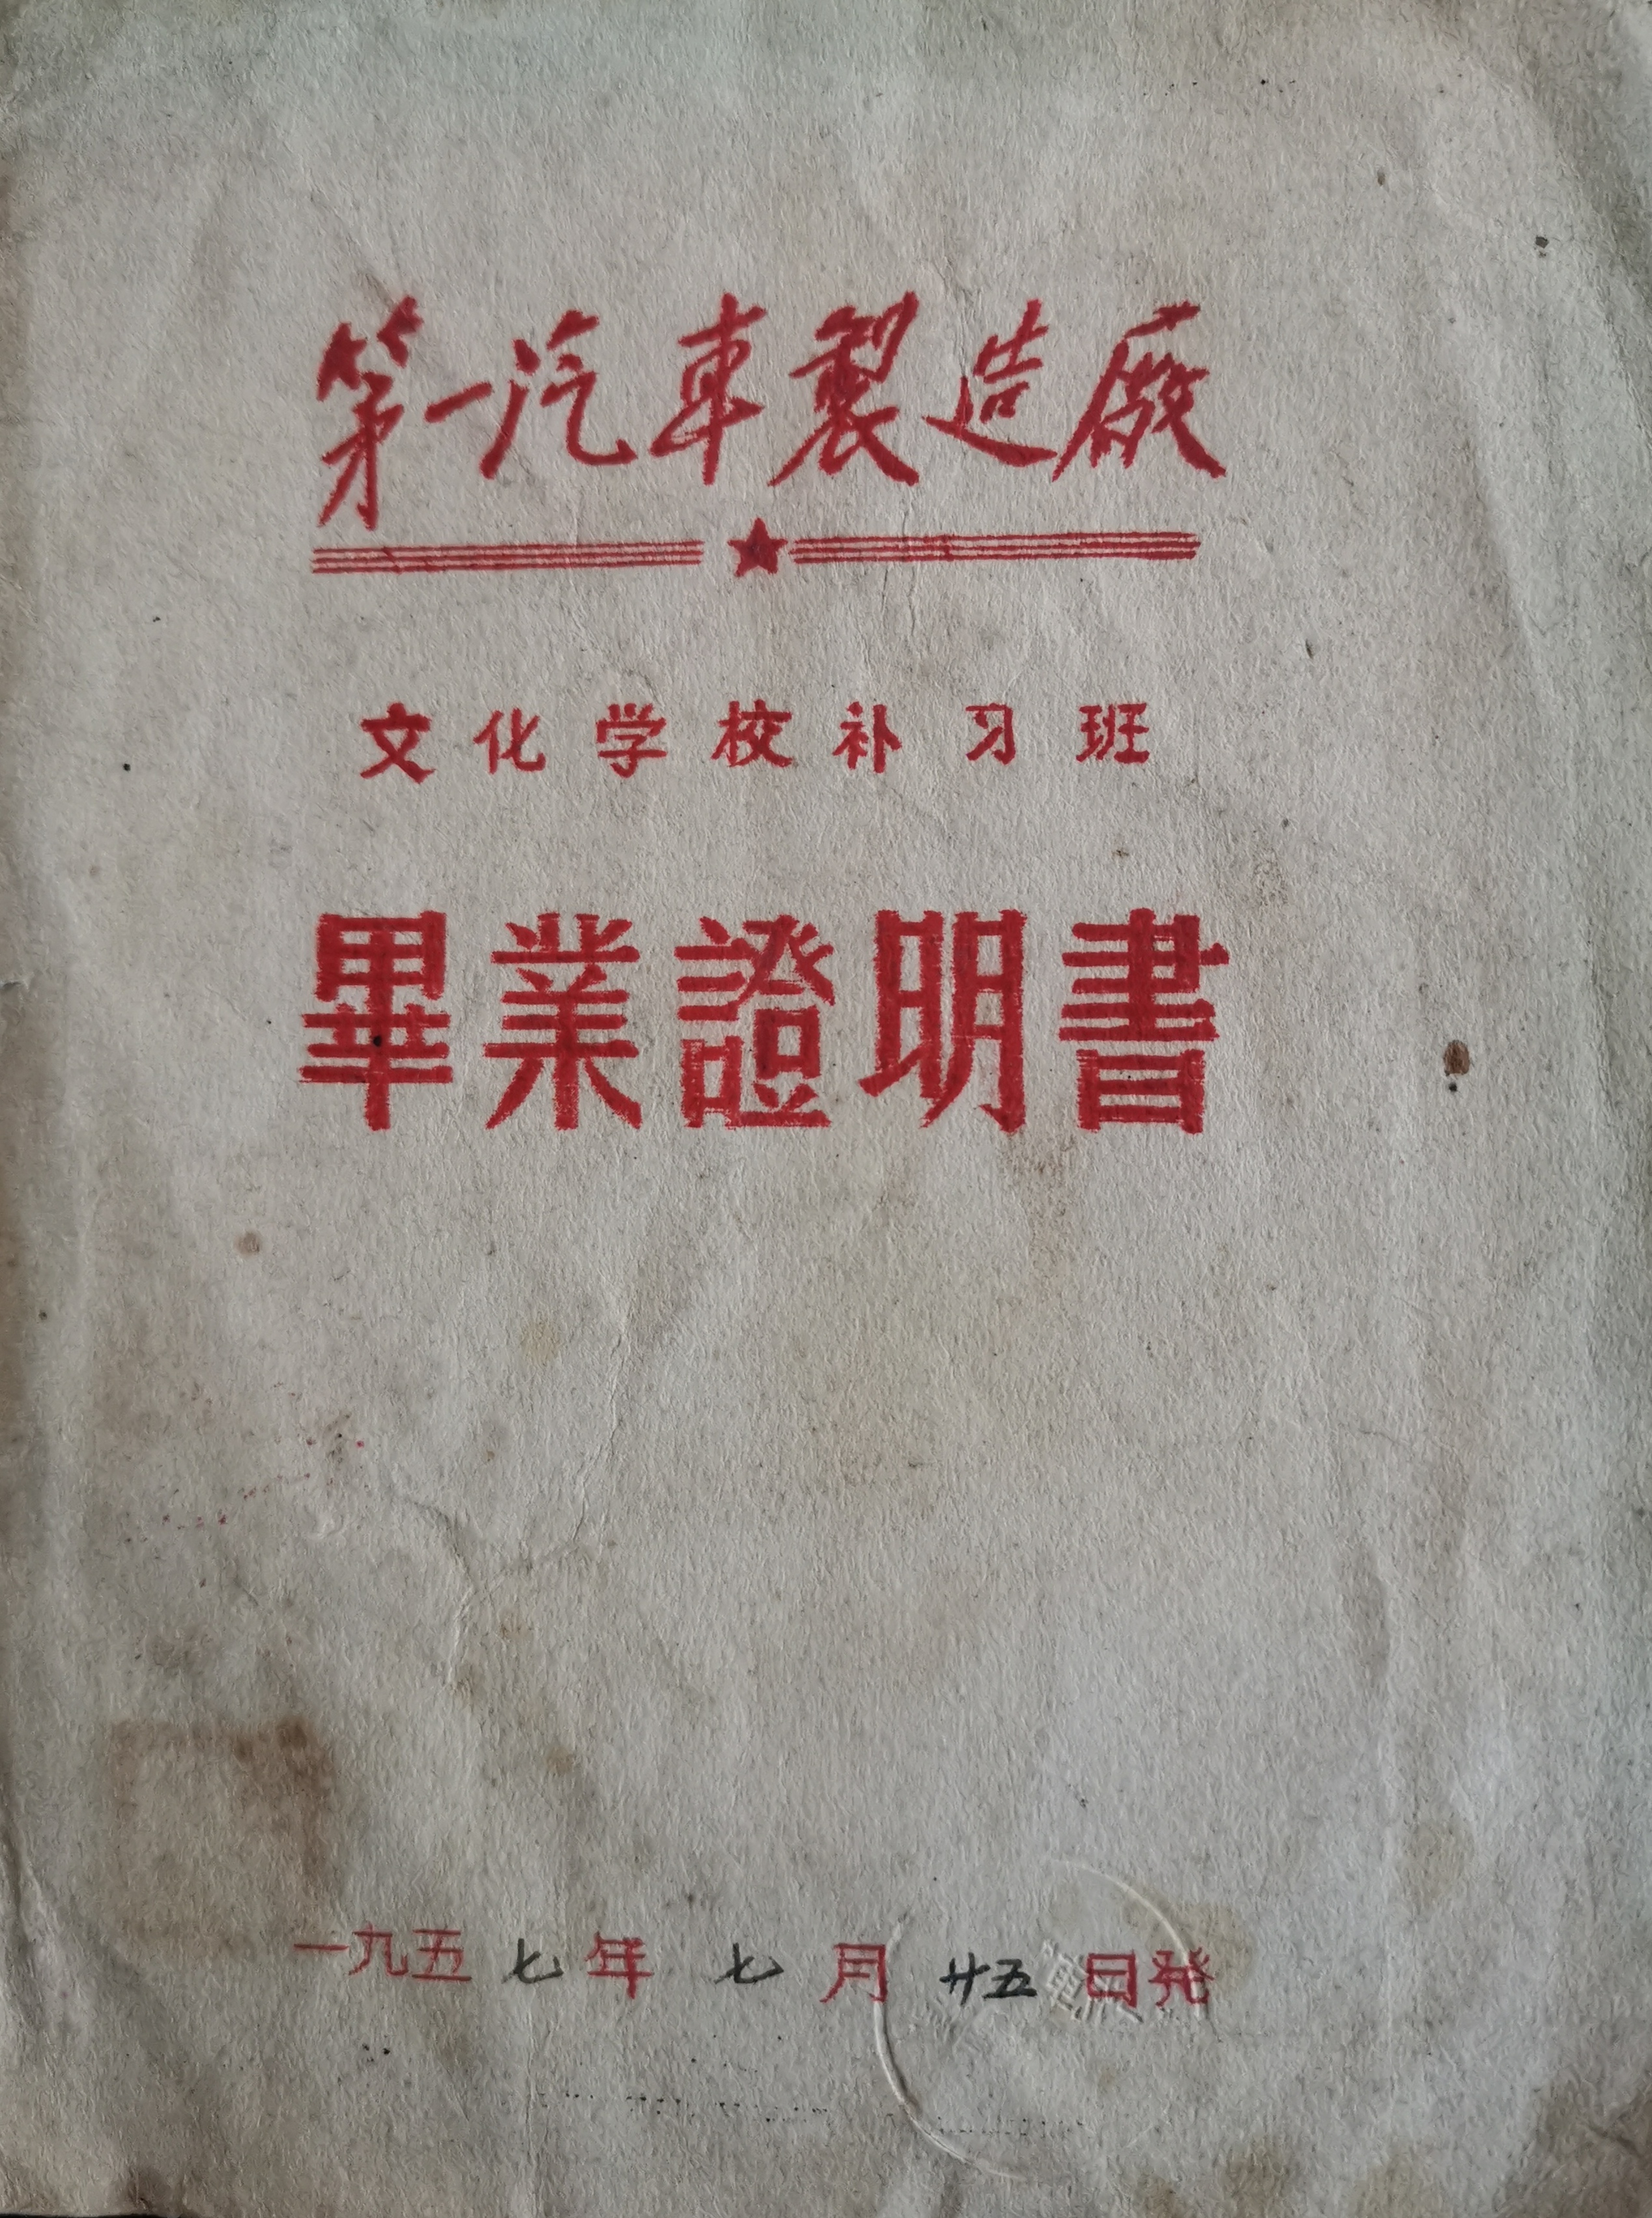 第一汽車製造廠
文化学校补习班
畢業證明書
一九五七年七月廿五日発